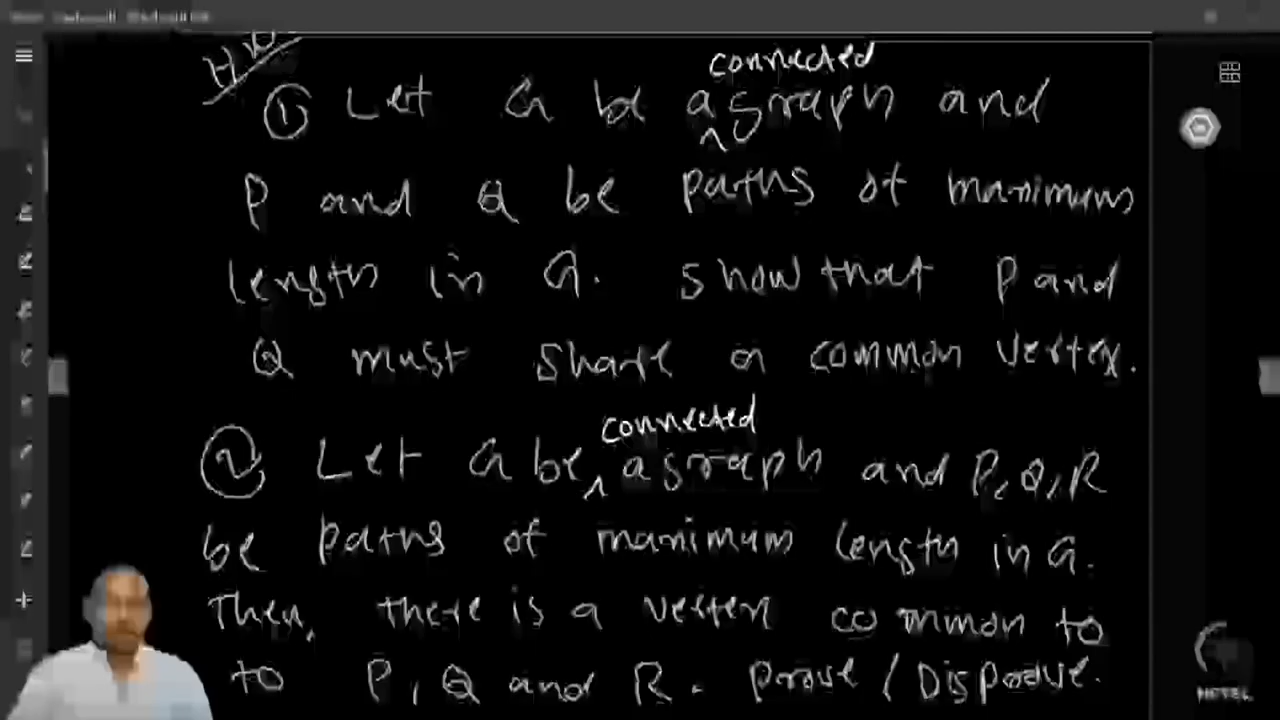 HW
① Let G be a connected graph and
P and Q be paths of maximum
length in G. Show that P and
Q must share a common vertex.
② Let G be connected a graph and P, Q, R
be paths of maximum length in G.
Then, there is a vertex common to
to P, Q and R. Prove / Disprove.
NPTEL